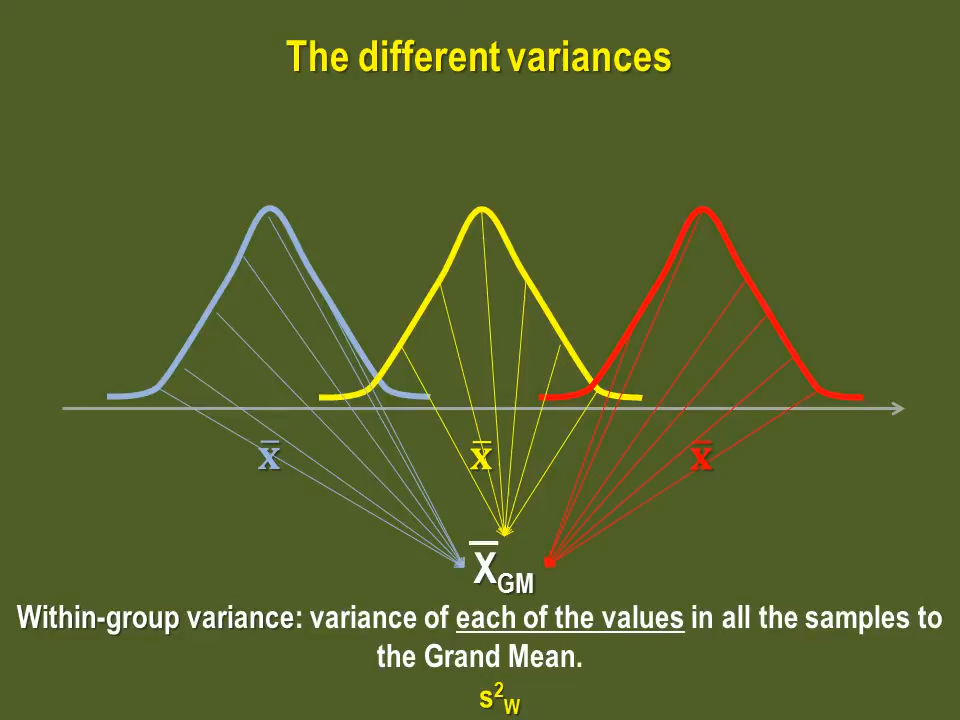 The different variances
x̄ x̄ x̄
X̄GM
Within-group variance: variance of each of the values in all the samples to
the Grand Mean.
s²W